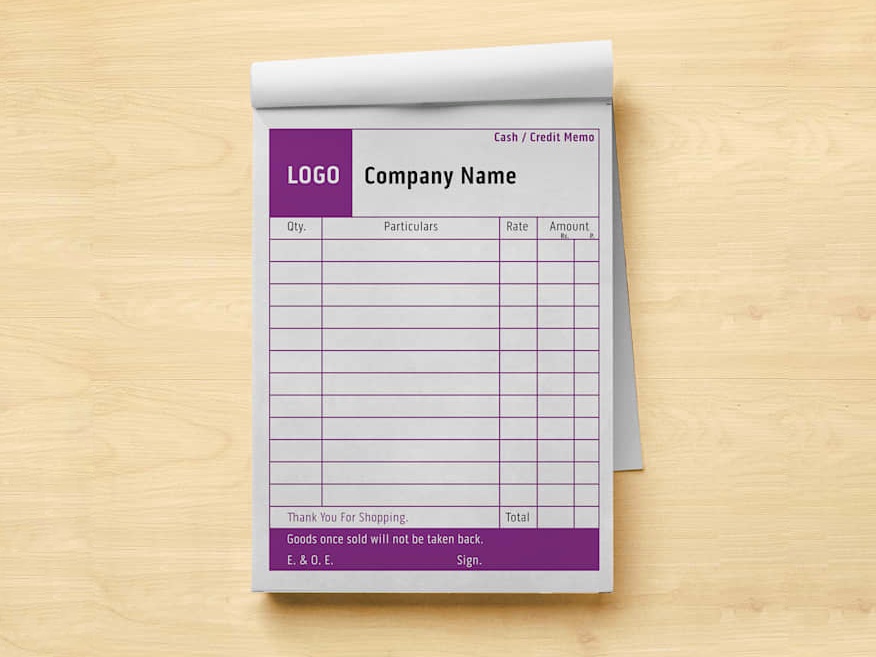 Cash / Credit Memo
LOGO
Company Name
Qty. Particulars Rate Amount
Rs. P.
Thank You For Shopping. Total
Goods once sold will not be taken back.
E. & O. E. Sign.